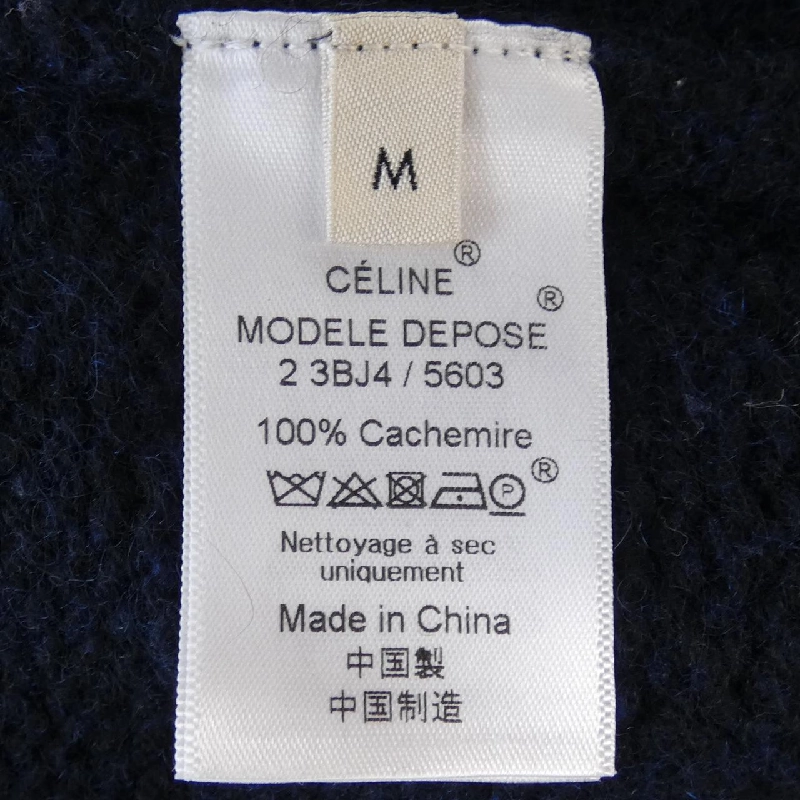 M
CÉLINE®
MODELE DEPOSE®
2 3BJ4 / 5603
100% Cachemire
P ®
Nettoyage à sec
uniquement
Made in China
中国製
中国制造